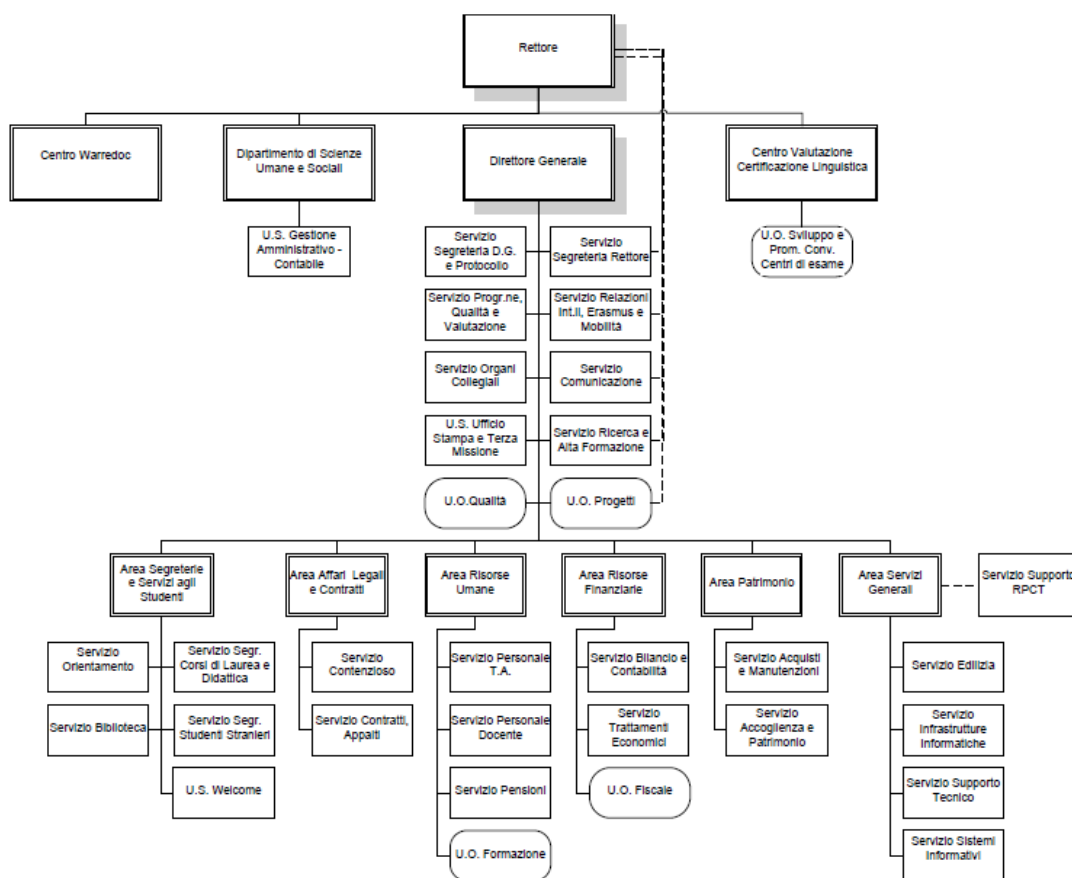 Rettore
Centro Warredoc
Dipartimento di Scienze
Umane e Sociali
Direttore Generale
Centro Valutazione
Certificazione Linguistica
U.S. Gestione
Amministrativo -
Contabile
U.O. Sviluppo e
Prom. Conv.
Centri di esame
Servizio
Segreteria D.G.
e Protocollo
Servizio
Segreteria Rettore
Servizio Progr.ne,
Qualità e
Valutazione
Servizio Relazioni
Int.li, Erasmus e
Mobilità
Servizio Organi
Collegiali
Servizio
Comunicazione
U.S. Ufficio
Stampa e Terza
Missione
Servizio Ricerca e
Alta Formazione
U.O.Qualità
U.O. Progetti
Area Segreterie
e Servizi agli
Studenti
Area Affari Legali
e Contratti
Area Risorse
Umane
Area Risorse
Finanziarie
Area Patrimonio
Area Servizi
Generali
Servizio Supporto
RPCT
Servizio
Orientamento
Servizio Segr.
Corsi di Laurea e
Didattica
Servizio
Contenzioso
Servizio Personale
T.A.
Servizio Bilancio e
Contabilità
Servizio Acquisti
e Manutenzioni
Servizio Edilizia
Servizio Biblioteca
Servizio Segr.
Studenti Stranieri
Servizio Contratti,
Appalti
Servizio Personale
Docente
Servizio
Trattamenti
Economici
Servizio
Accoglienza e
Patrimonio
Servizio
Infrastrutture
Informatiche
U.S. Welcome
Servizio Pensioni
U.O. Fiscale
Servizio Supporto
Tecnico
U.O. Formazione
Servizio Sistemi
Informativi